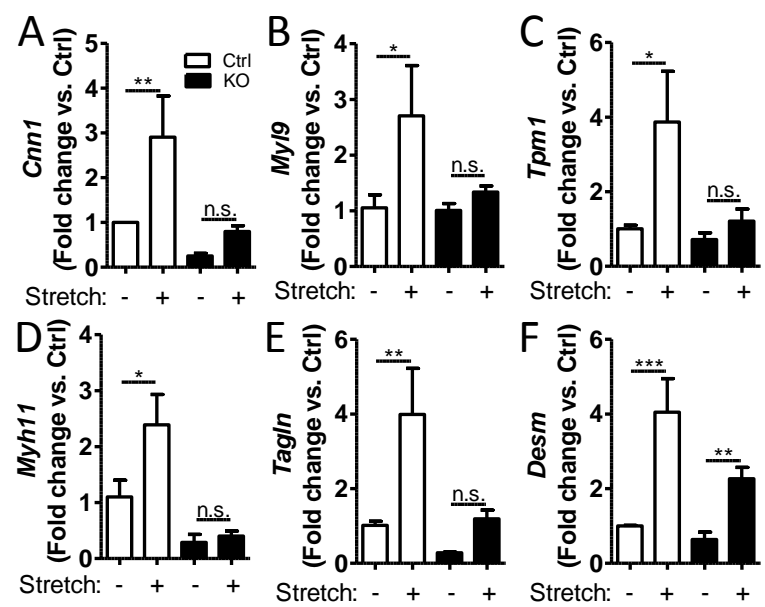 A
Cnn1
(Fold change vs. Ctrl)
5
4
3
2
1
0
**
n.s.
Ctrl
KO
Stretch: - + - +
B
Myl9
(Fold change vs. Ctrl)
4
3
2
1
0
*
n.s.
Stretch: - + - +
C
Tpm1
(Fold change vs. Ctrl)
6
4
2
0
*
n.s.
Stretch: - + - +
D
Myh11
(Fold change vs. Ctrl)
4
3
2
1
0
*
n.s.
Stretch: - + - +
E
Tagln
(Fold change vs. Ctrl)
6
4
2
0
**
n.s.
Stretch: - + - +
F
Desm
(Fold change vs. Ctrl)
6
4
2
0
***
**
Stretch: - + - +